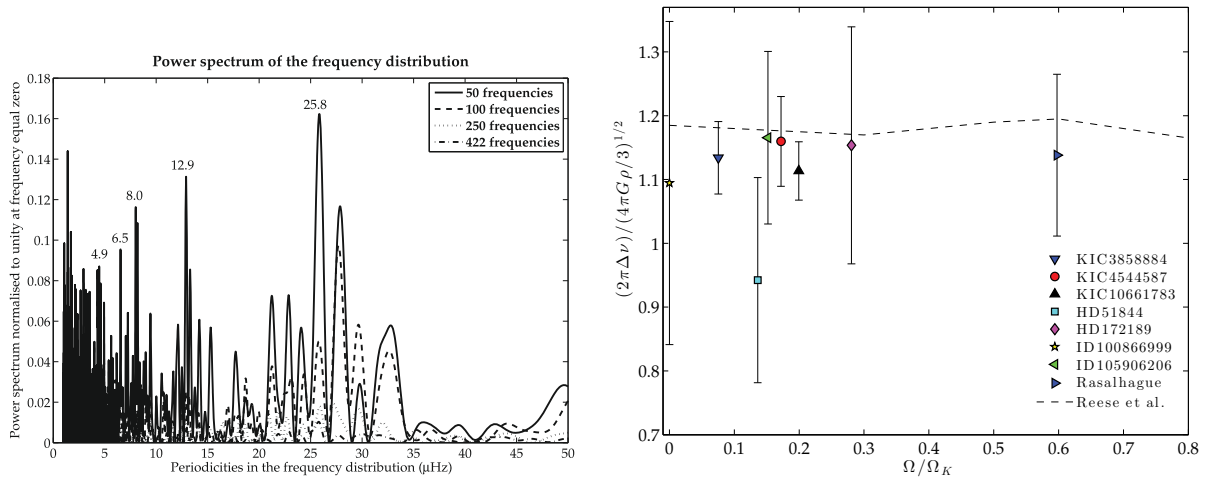 Power spectrum of the frequency distribution
Power spectrum normalised to unity at frequency equal zero
0.18
0.16
0.14
0.12
0.1
0.08
0.06
0.04
0.02
0
50 frequencies
100 frequencies
250 frequencies
422 frequencies
25.8
12.9
8.0
6.5
4.9
0 5 10 15 20 25 30 35 40 45 50
Periodicities in the frequency distribution (μHz)
(2πΔν)/(4πGρ/3)^{1/2}
1.3
1.2
1.1
1
0.9
0.8
0.7
KIC3858884
KIC4544587
KIC10661783
HD51844
HD172189
ID100866999
ID105906206
Rasalhague
Reese et al.
0 0.1 0.2 0.3 0.4 0.5 0.6 0.7 0.8
Ω/Ω_K